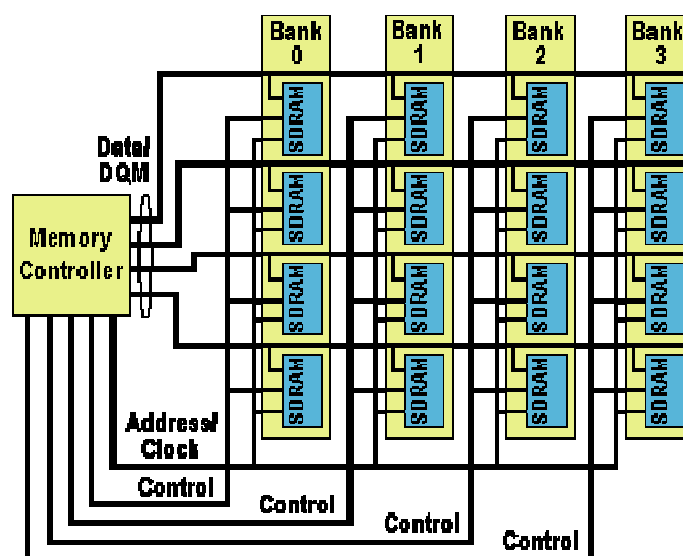 Bank 0
Bank 1
Bank 2
Bank 3
SDRAM SDRAM SDRAM SDRAM
Data/
DQM
SDRAM SDRAM SDRAM SDRAM
Memory
Controller
SDRAM SDRAM SDRAM SDRAM
SDRAM SDRAM SDRAM SDRAM
Address/
Clock
Control
Control
Control
Control